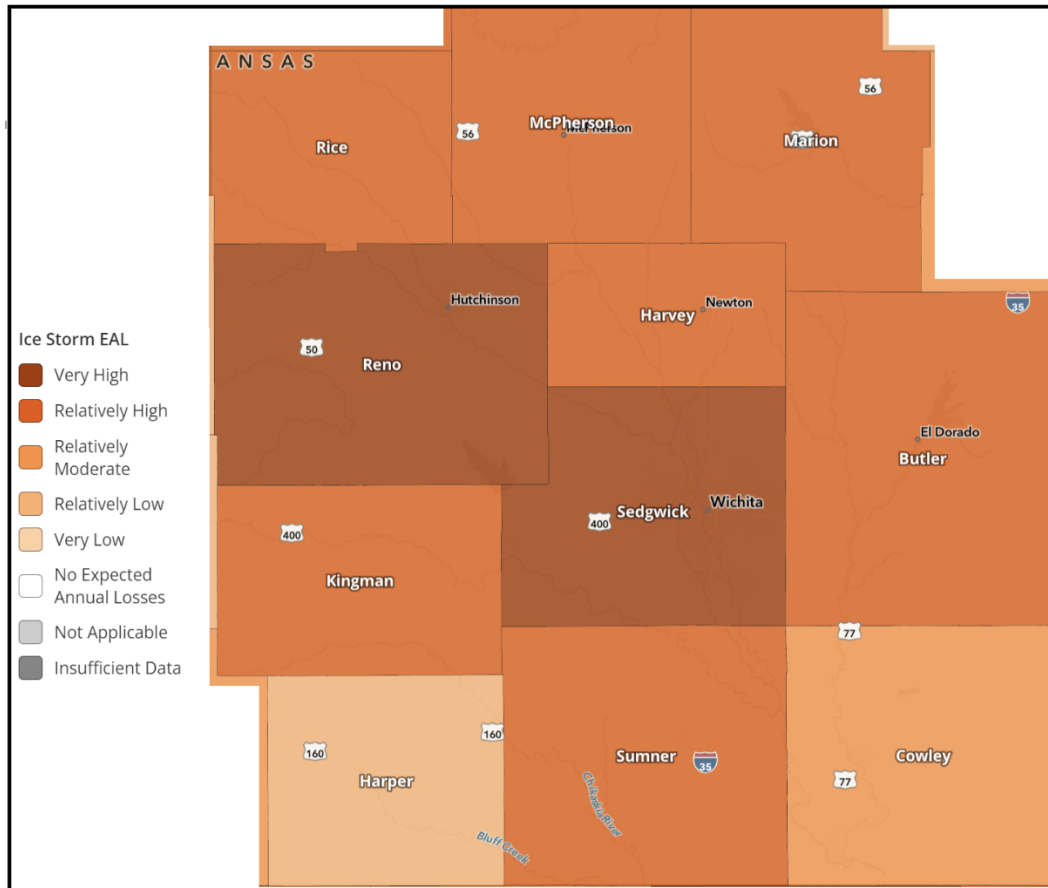 A N S A S
56
56
McPherson
McPherson
Marion
Rice
Hutchinson
Newton
35
Harvey
50
Reno
Ice Storm EAL
Very High
Relatively High
Relatively
Moderate
Relatively Low
Very Low
No Expected
Annual Losses
Not Applicable
Insufficient Data
El Dorado
Butler
Wichita
Sedgwick
400
400
Kingman
77
160
160
Sumner
35
Cowley
77
Harper
Chikaskia River
Bluff Creek